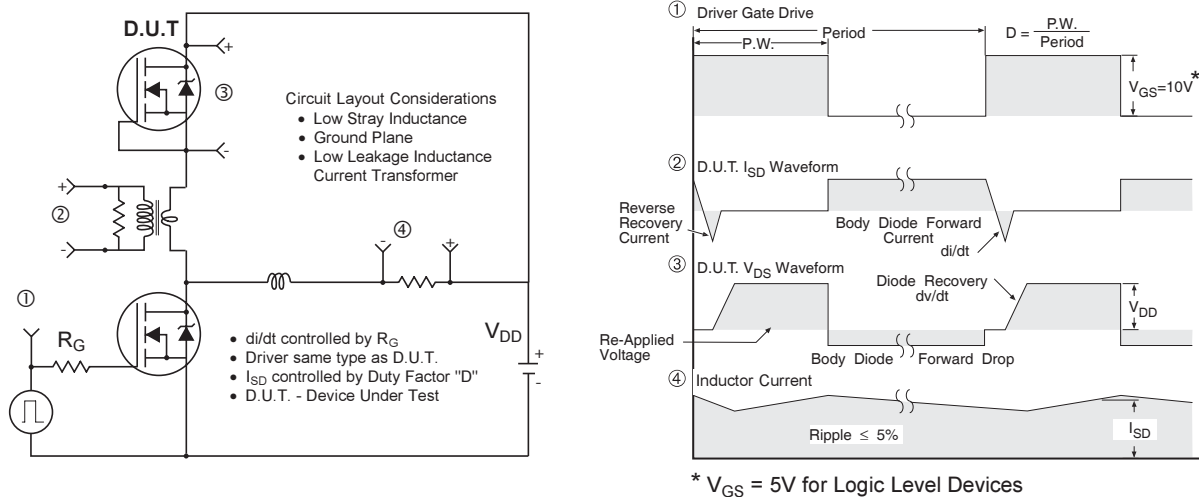 D.U.T
+
③
-
Circuit Layout Considerations
• Low Stray Inductance
• Ground Plane
• Low Leakage Inductance
Current Transformer
+
②
-
④
-
+
①
R_G
V_DD
+
-
• di/dt controlled by R_G
• Driver same type as D.U.T.
• I_SD controlled by Duty Factor "D"
• D.U.T. - Device Under Test
① Driver Gate Drive
P.W.
Period
D = P.W. / Period
V_GS=10V*
② D.U.T. I_SD Waveform
Reverse
Recovery
Current
Body Diode Forward
Current
di/dt
③ D.U.T. V_DS Waveform
Diode Recovery
dv/dt
V_DD
Re-Applied
Voltage
Body Diode Forward Drop
④ Inductor Current
Ripple ≤ 5%
I_SD
* V_GS = 5V for Logic Level Devices